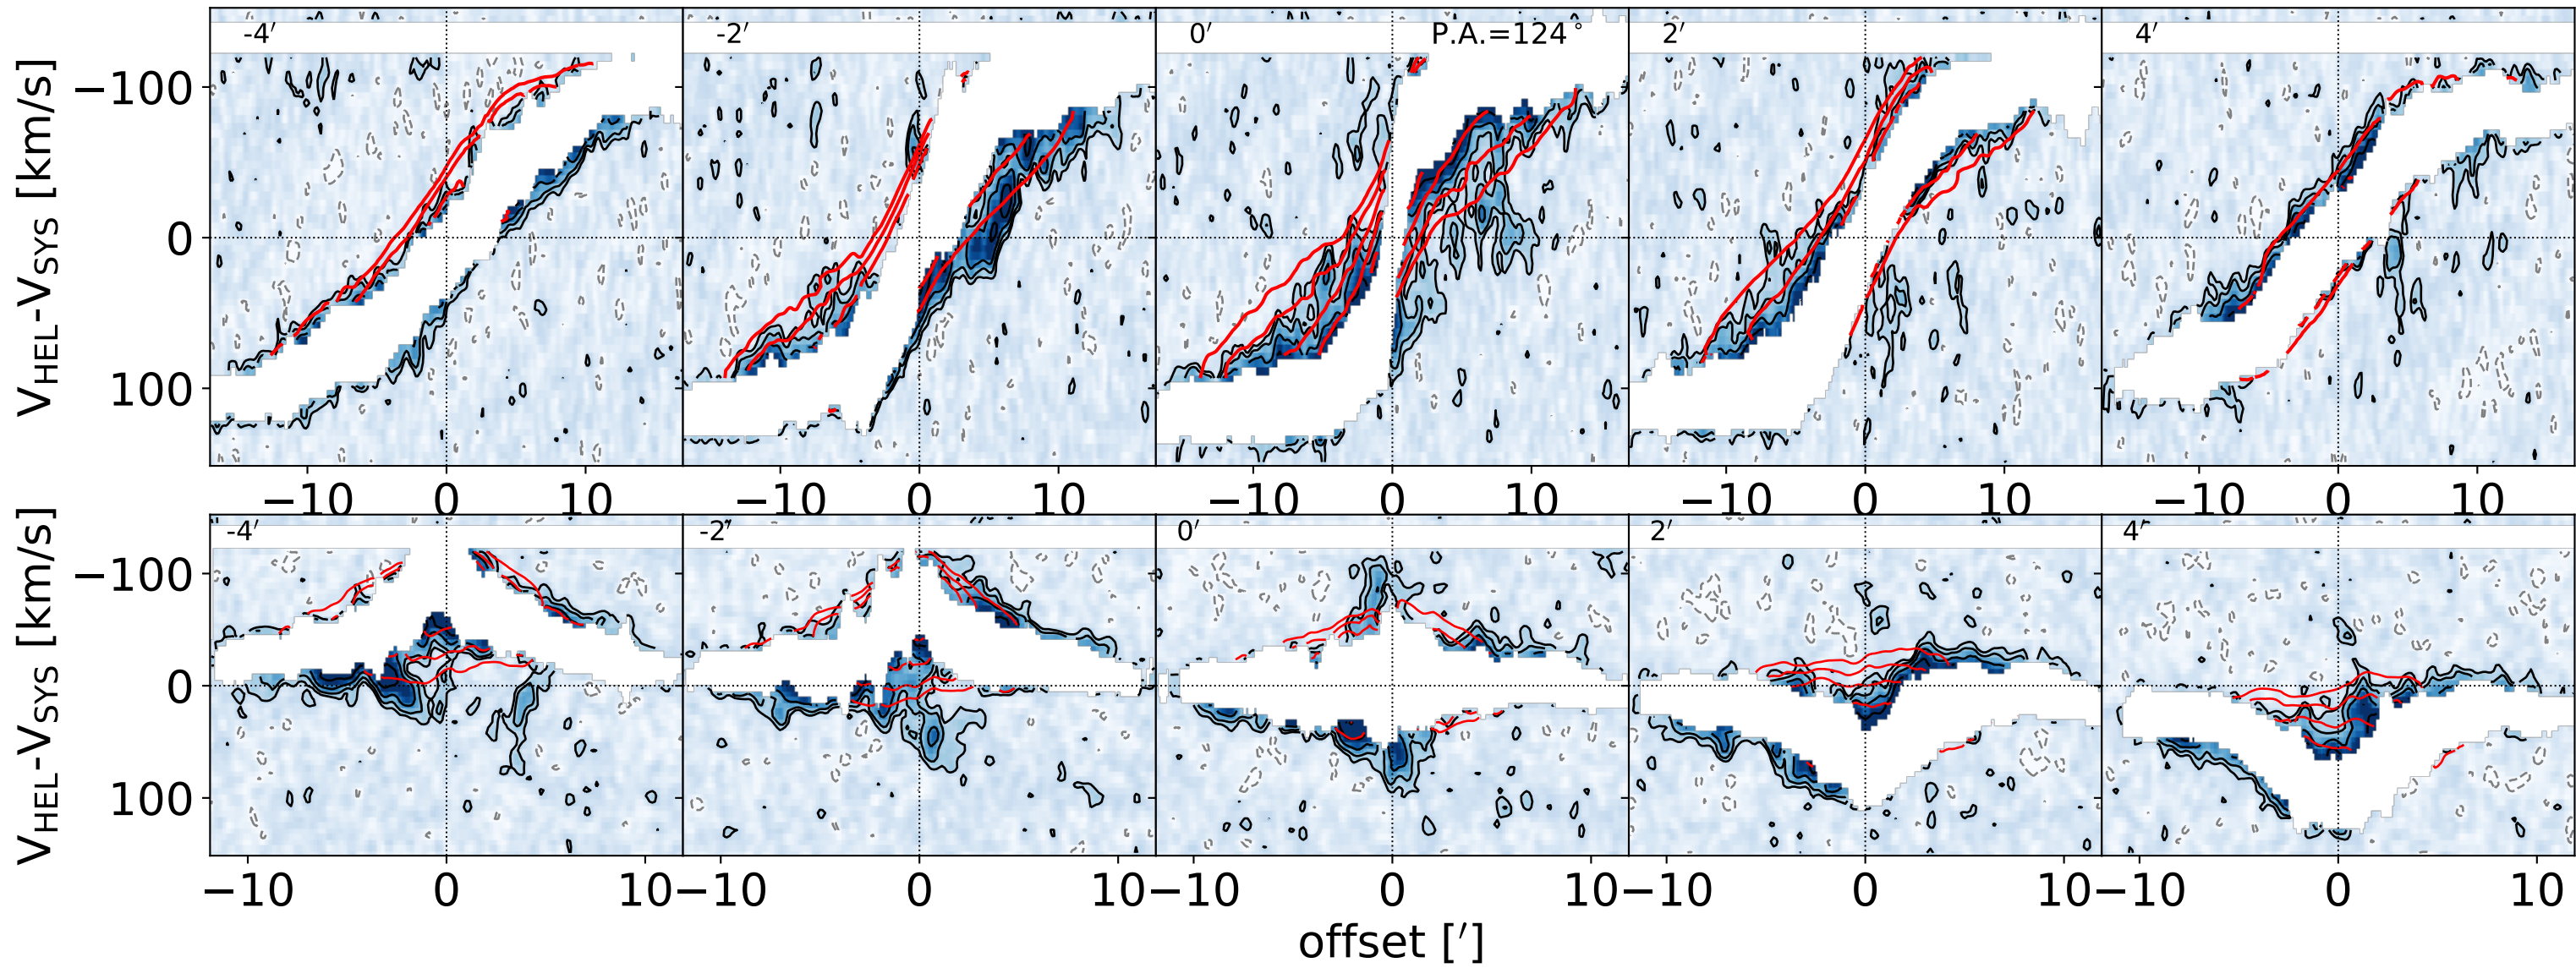 -4′ -2′ 0′ P.A.=124° 2′ 4′
V_HEL-V_SYS [km/s]
−100
0
100
−10 0 10 −10 0 10 −10 0 10 −10 0 10 −10 0 10
-4′ -2′ 0′ 2′ 4′
V_HEL-V_SYS [km/s]
−100
0
100
−10 0 10 −10 0 10 −10 0 10 −10 0 10 −10 0 10
offset [′]